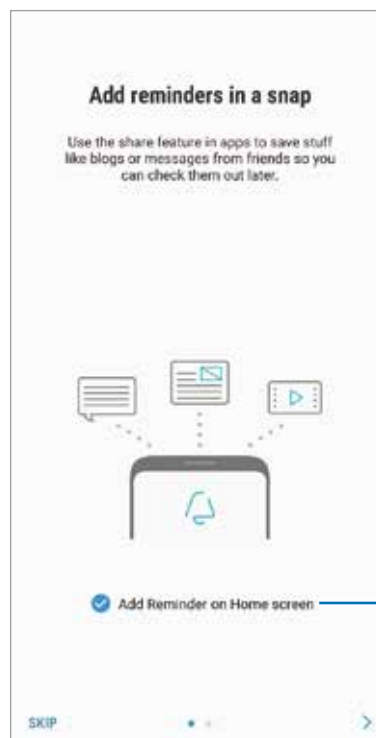 Add reminders in a snap
Use the share feature in apps to save stuff
like blogs or messages from friends so you
can check them out later.
Add Reminder on Home screen
SKIP